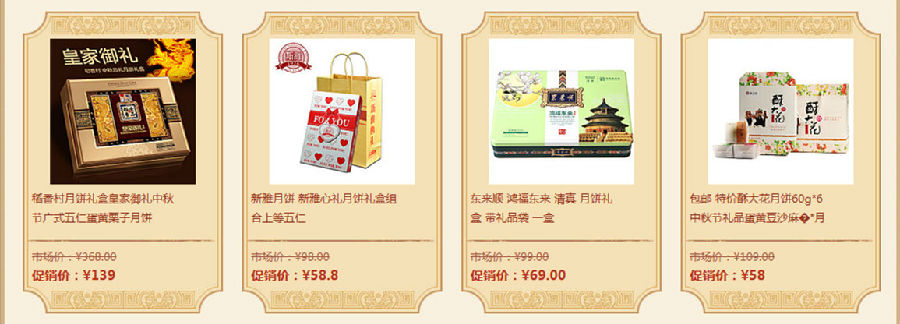 皇家御礼
稻香村月饼礼盒皇家御礼中秋
节广式五仁蛋黄栗子月饼
市场价：¥368.00
促销价：¥139
FOR YOU
新雅月饼 新雅心礼月饼礼盒组
合上等五仁
市场价：¥98.00
促销价：¥58.8
东来顺 鸿福东来 清真 月饼礼
盒 带礼品袋 一盒
市场价：¥99.00
促销价：¥69.00
酥大花
包邮 特价酥大花月饼60g*6
中秋节礼品蛋黄豆沙麻�*月
市场价：¥109.00
促销价：¥58